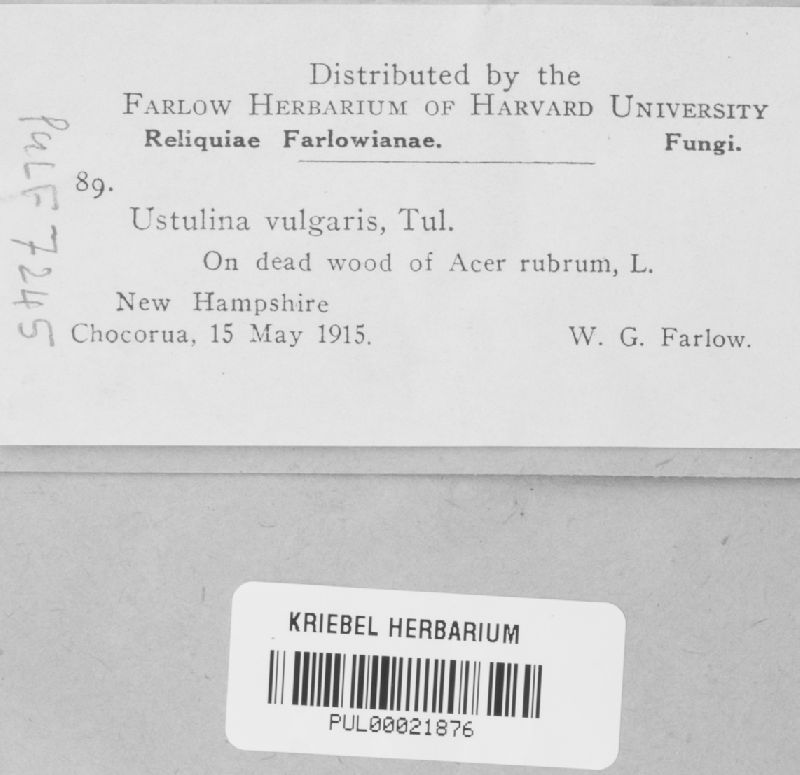 Distributed by the
FARLOW HERBARIUM OF HARVARD UNIVERSITY
Reliquiae Farlowianae. Fungi.
89.
Ustulina vulgaris, Tul.
On dead wood of Acer rubrum, L.
New Hampshire
Chocorua, 15 May 1915. W. G. Farlow.
PULF 7245
KRIEBEL HERBARIUM
PUL00021876